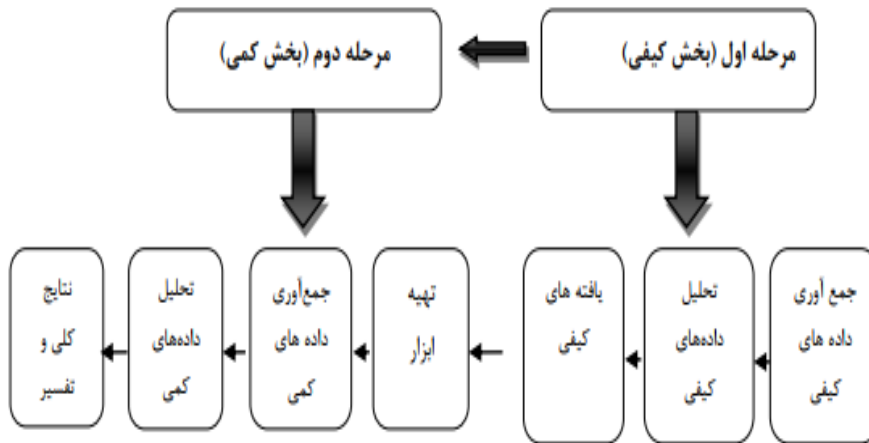 مرحله اول (بخش کیفی)
مرحله دوم (بخش کمی)
جمع آوری
داده های
کیفی
تحلیل
داده‌های
کیفی
یافته های
کیفی
تهیه
ابزار
جمع‌آوری
داده های
کمی
تحلیل
داده‌های
کمی
نتایج
کلی و
تفسیر